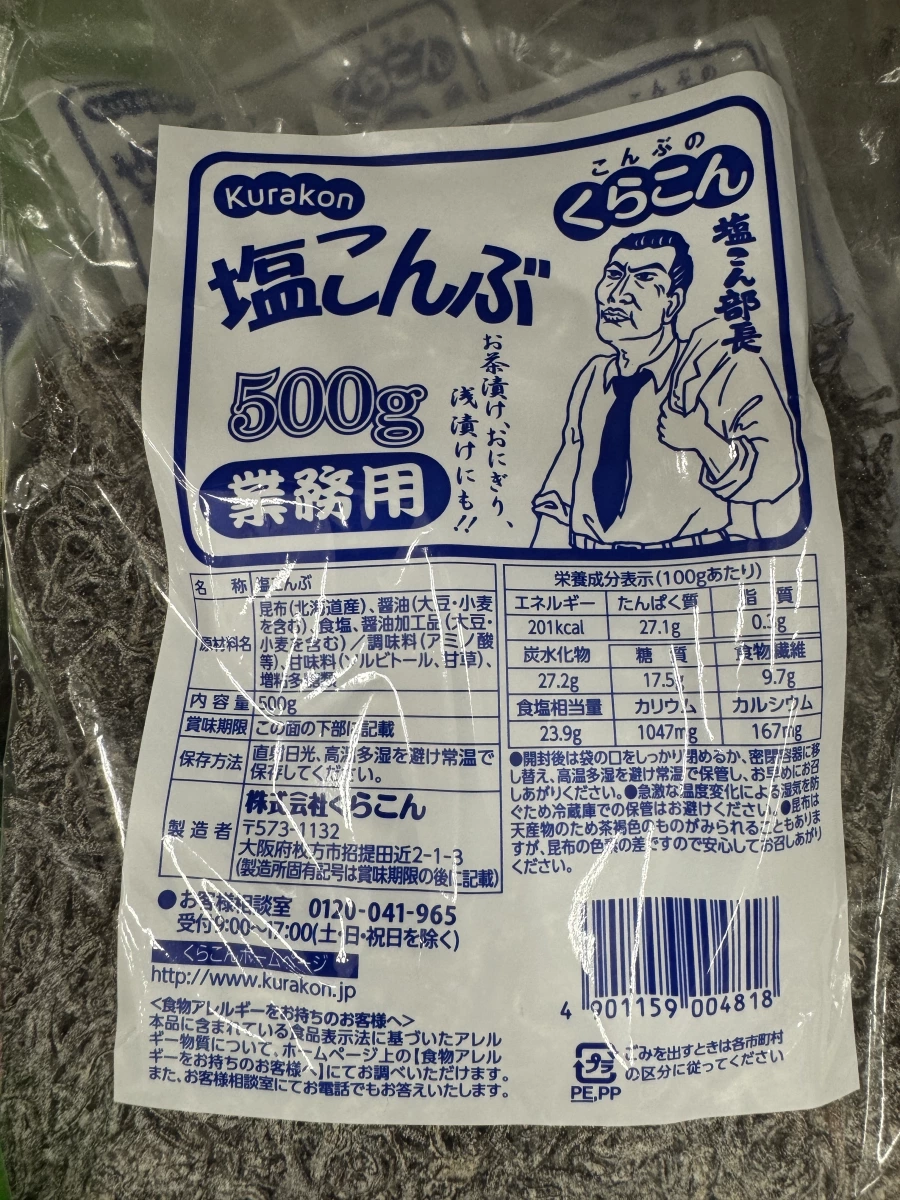 Kurakon
こんぶの
くらこん
塩こんぶ
塩こん部長
お茶漬け、おにぎり、
浅漬けにも!!
500g
業務用
名 称 塩こんぶ
原材料名 昆布(北海道産)、醤油(大豆・小麦
を含む)、食塩、醤油加工品(大豆・
小麦を含む)/調味料(アミノ酸
等)、甘味料(ソルビトール、甘草)、
増粘多糖類
内容量 500g
賞味期限 この面の下部に記載
保存方法 直射日光、高温多湿を避け常温で
保存してください。
製造者 株式会社くらこん
〒573-1132
大阪府枚方市招提田近2-1-3
(製造所固有記号は賞味期限の後に記載)
栄養成分表示(100gあたり)
エネルギー たんぱく質 脂 質
201kcal 27.1g 0.3g
炭水化物 糖 質 食物繊維
27.2g 17.5g 9.7g
食塩相当量 カリウム カルシウム
23.9g 1047mg 167mg
●開封後は袋の口をしっかり閉めるか、密閉容器に移
し替え、高温多湿を避け常温で保管し、お早めにお召
しあがりください。●急激な温度変化による湿気を防
ぐため冷蔵庫での保管はお避けください。●昆布は
天産物のため茶褐色のものがみられることもありま
すが、昆布の色素の差ですので安心してお召しあがり
ください。
●お客様相談室 0120-041-965
受付9:00~17:00(土・日・祝日を除く)
くらこんホームページ
http://www.kurakon.jp
<食物アレルギーをお持ちのお客様へ>
本品に含まれている食品表示法に基づいたアレル
ギー物質について、ホームページ上の【食物アレル
ギーをお持ちのお客様へ】にてお調べいただけます。
また、お客様相談室にてお電話でもお答えいたします。
4 901159 004818
プラ
PE,PP
ごみを出すときは各市町村
の区分に従ってください